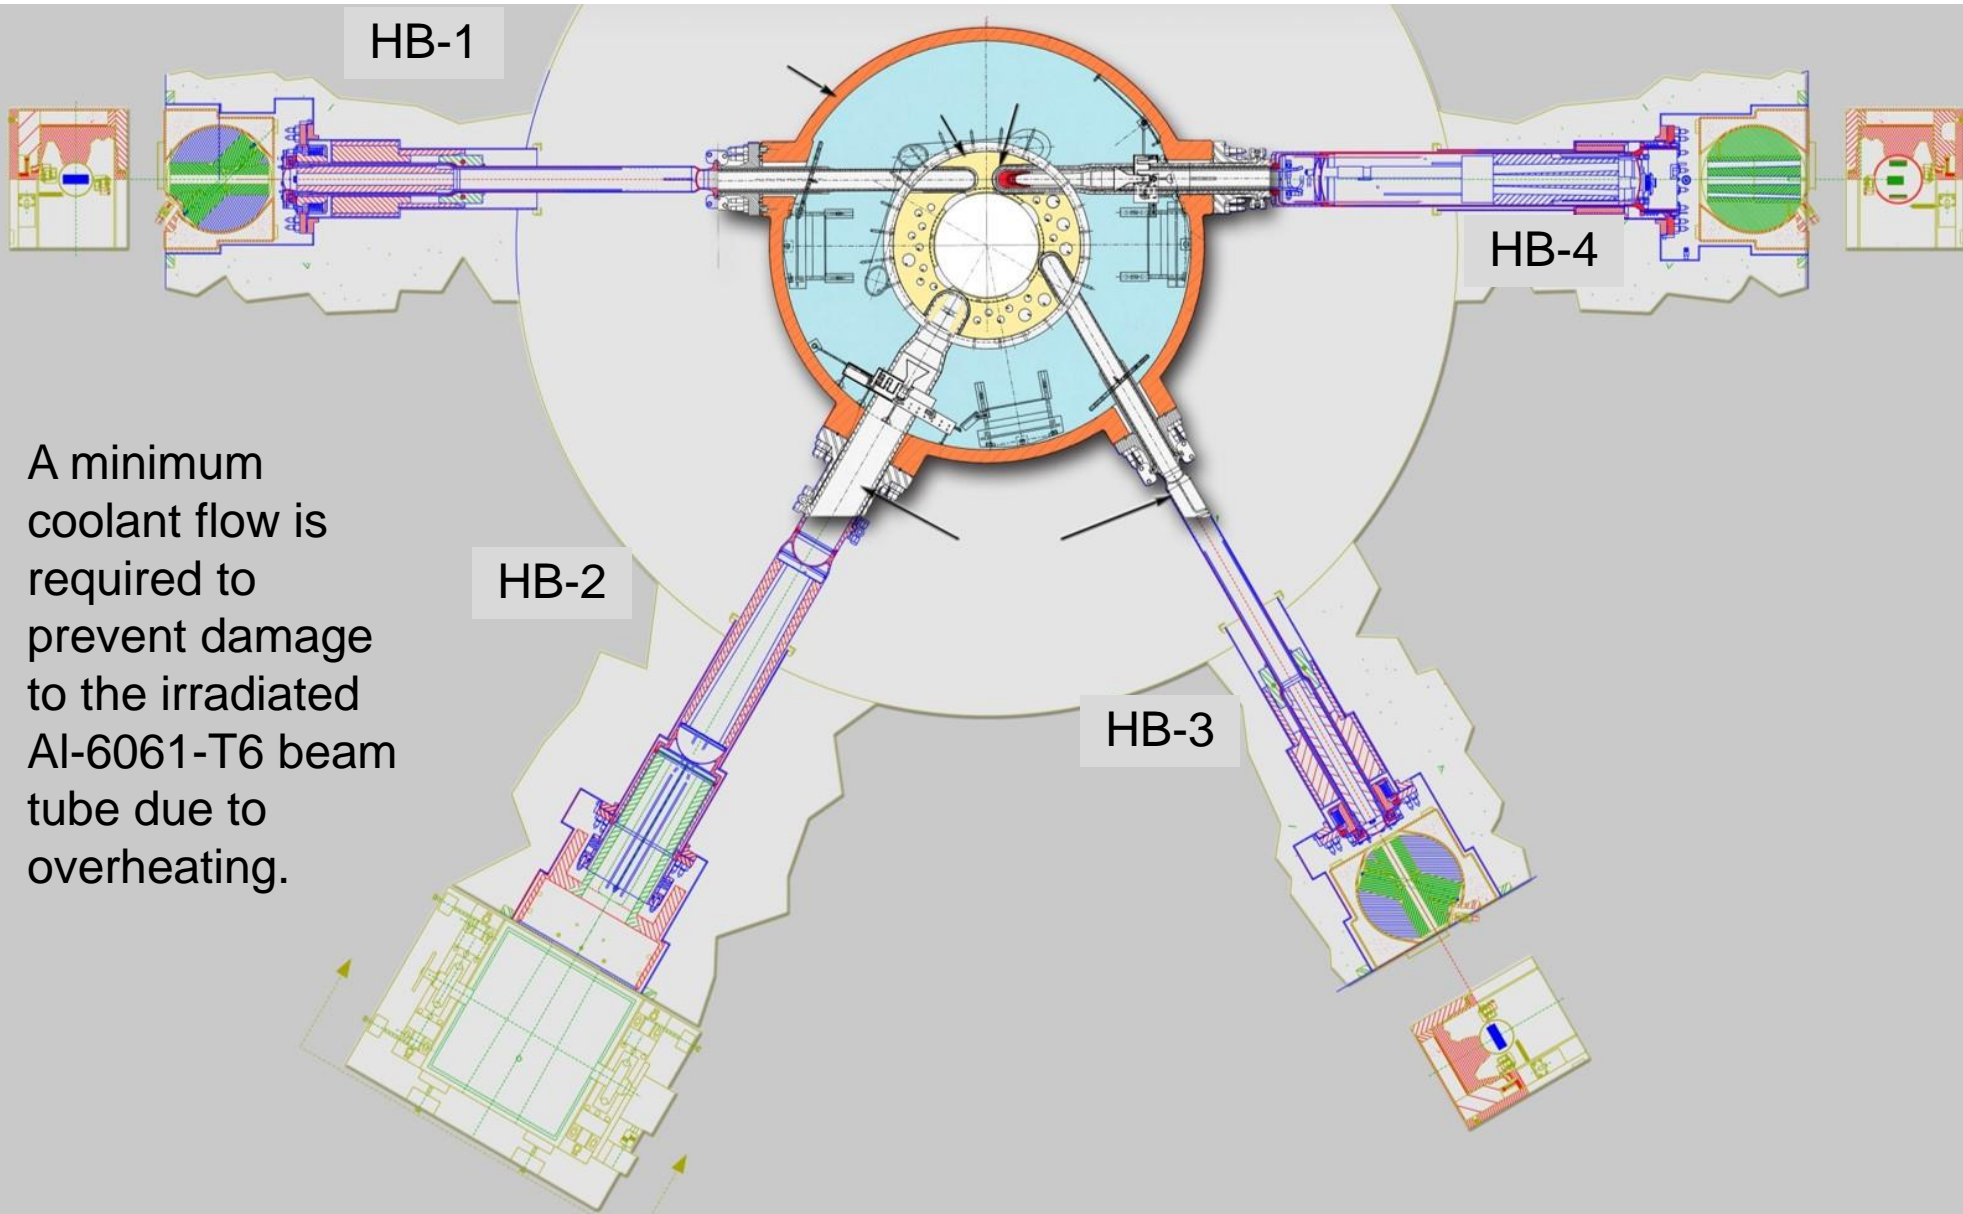 HB-1
HB-4
A minimum
coolant flow is
required to
prevent damage
to the irradiated
Al-6061-T6 beam
tube due to
overheating.
HB-2
HB-3